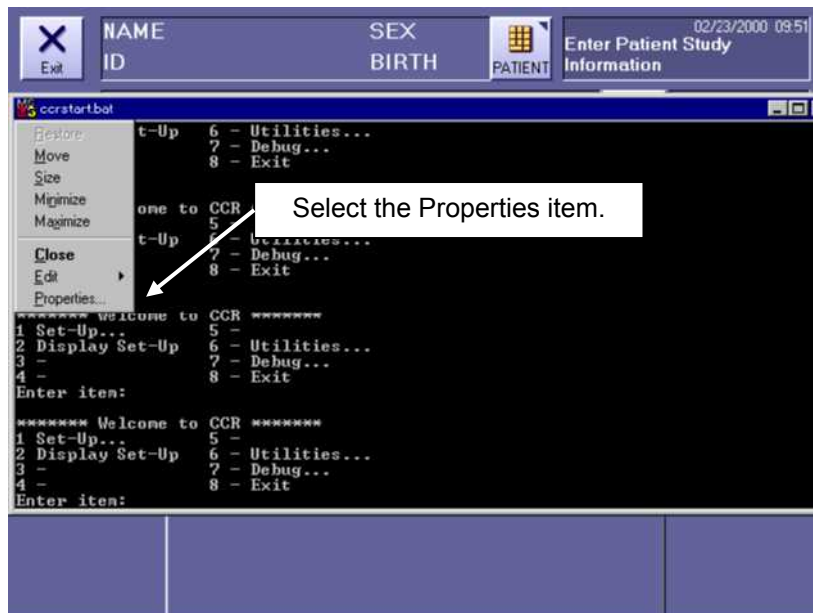 NAME SEX 02/23/2000 09:51
Exit ID BIRTH PATIENT Enter Patient Study
Information
ccrstart.bat
Restore
Move
Size
Minimize
Maximize
Close
Edit
Properties...
t-Up 6 - Utilities...
7 - Debug...
8 - Exit
ome to CCR
5 -
t-Up 6 - Utilities...
7 - Debug...
8 - Exit
Select the Properties item.
******* Welcome to CCR *******
1 Set-Up... 5 -
2 Display Set-Up 6 - Utilities...
3 - 7 - Debug...
4 - 8 - Exit
Enter item:
******* Welcome to CCR *******
1 Set-Up... 5 -
2 Display Set-Up 6 - Utilities...
3 - 7 - Debug...
4 - 8 - Exit
Enter item: